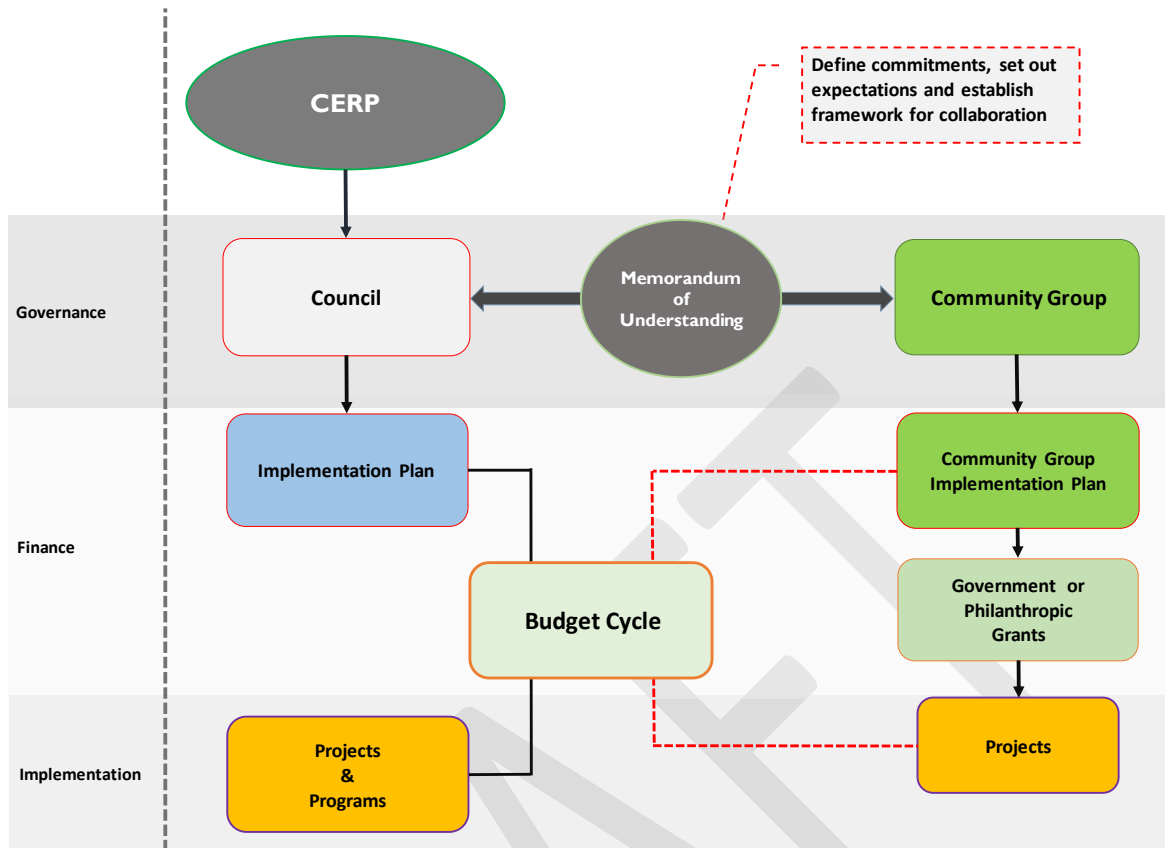 CERP
Define commitments, set out
expectations and establish
framework for collaboration
Governance
Council
Memorandum
of
Understanding
Community Group
Finance
Implementation Plan
Community Group
Implementation Plan
Budget Cycle
Government or
Philanthropic
Grants
Implementation
Projects
&
Programs
Projects